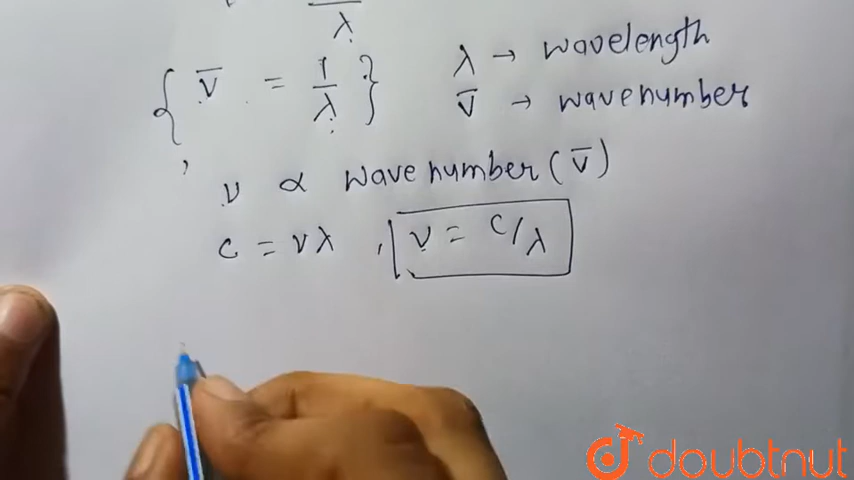 λ
{ ν̅ = 1/λ } λ → wavelength
ν̅ → wavenumber
, ν ∝ wave number (ν̅)
c = νλ , ν = c/λ
doubtnut